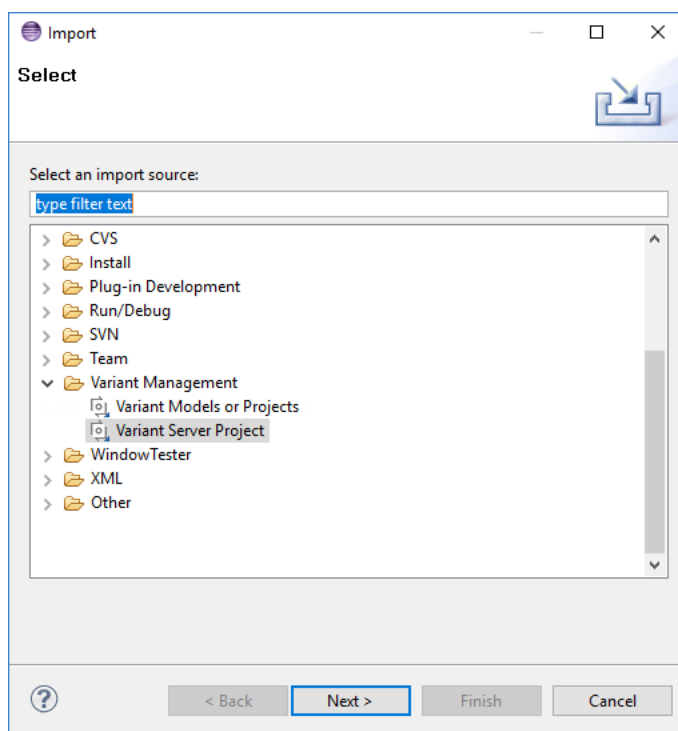 Import
Select
Select an import source:
type filter text
CVS
Install
Plug-in Development
Run/Debug
SVN
Team
Variant Management
Variant Models or Projects
Variant Server Project
WindowTester
XML
Other
? < Back Next > Finish Cancel